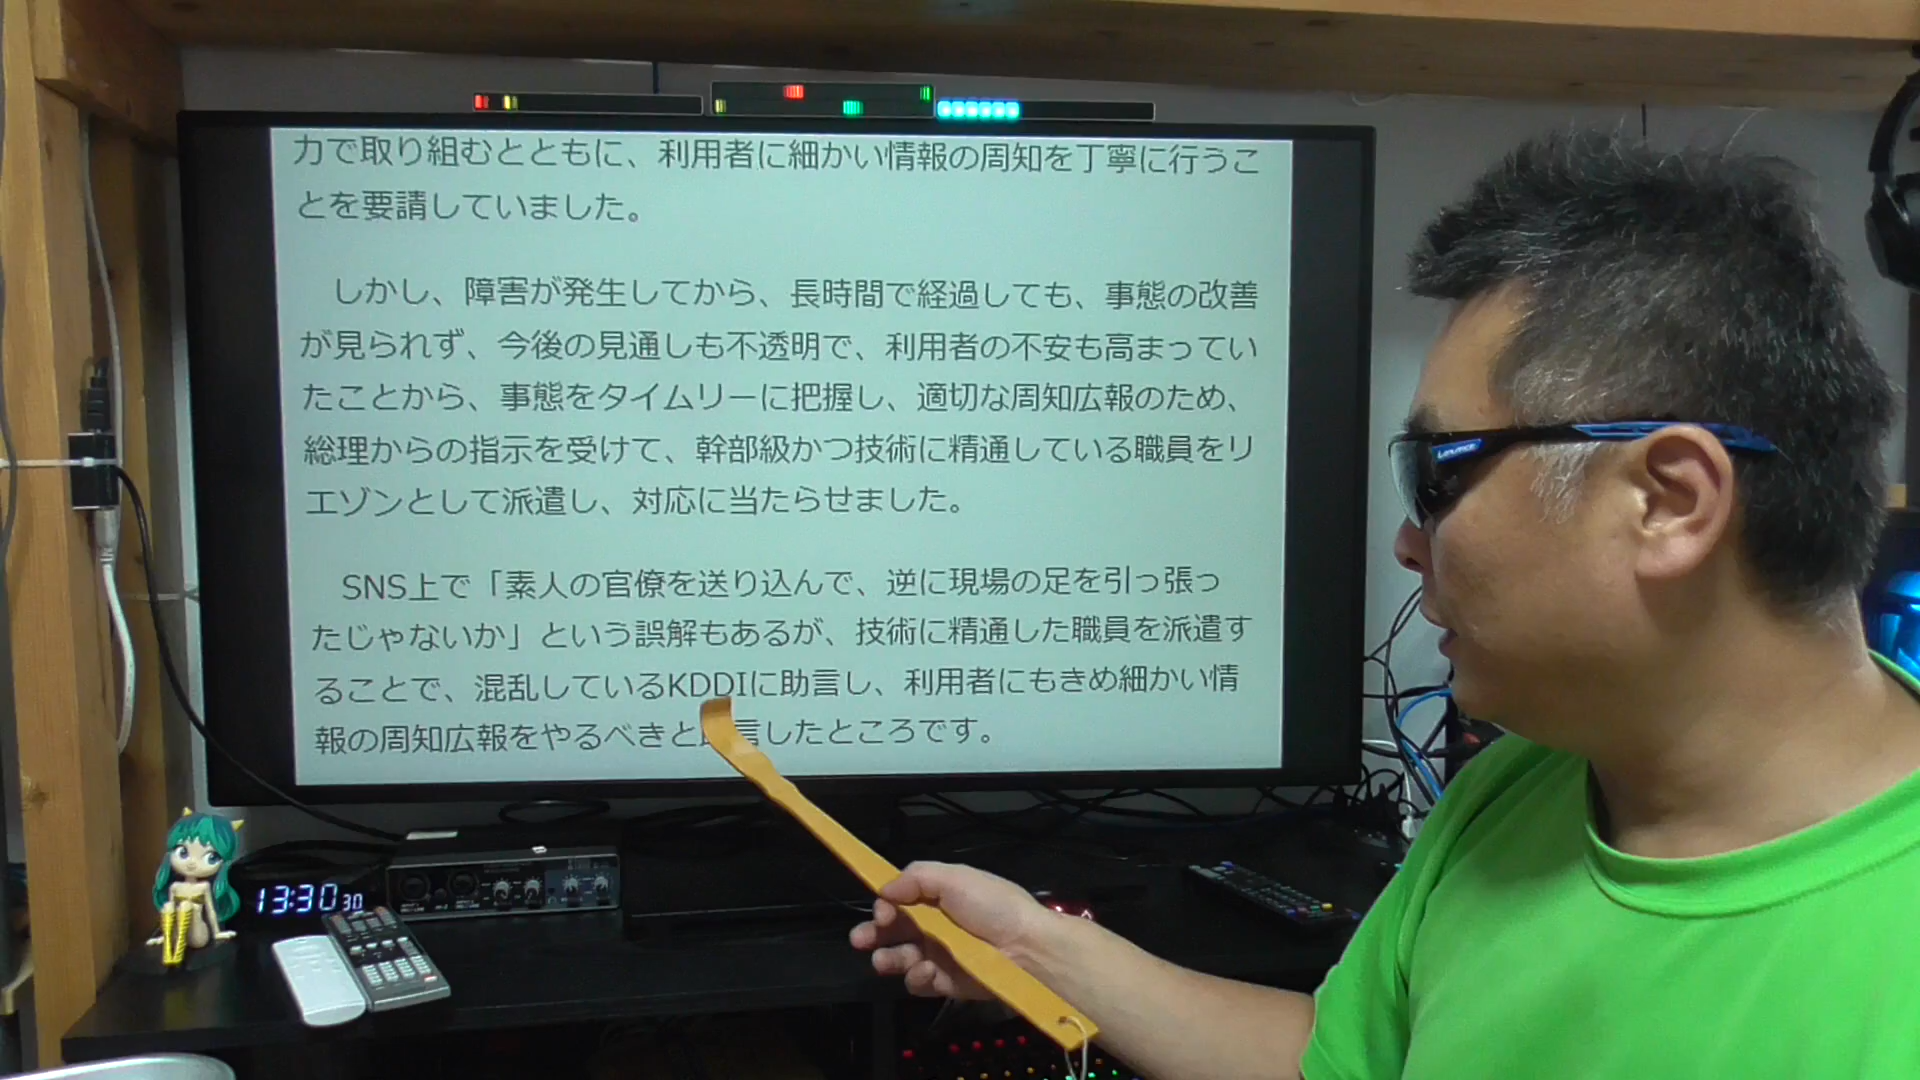 力で取り組むとともに、利用者に細かい情報の周知を丁寧に行うこ
とを要請していました。
しかし、障害が発生してから、長時間で経過しても、事態の改善
が見られず、今後の見通しも不透明で、利用者の不安も高まってい
たことから、事態をタイムリーに把握し、適切な周知広報のため、
総理からの指示を受けて、幹部級かつ技術に精通している職員をリ
エゾンとして派遣し、対応に当たらせました。
SNS上で「素人の官僚を送り込んで、逆に現場の足を引っ張っ
たじゃないか」という誤解もあるが、技術に精通した職員を派遣す
ることで、混乱しているKDDIに助言し、利用者にもきめ細かい情
報の周知広報をやるべきと言したところです。
13:30 30